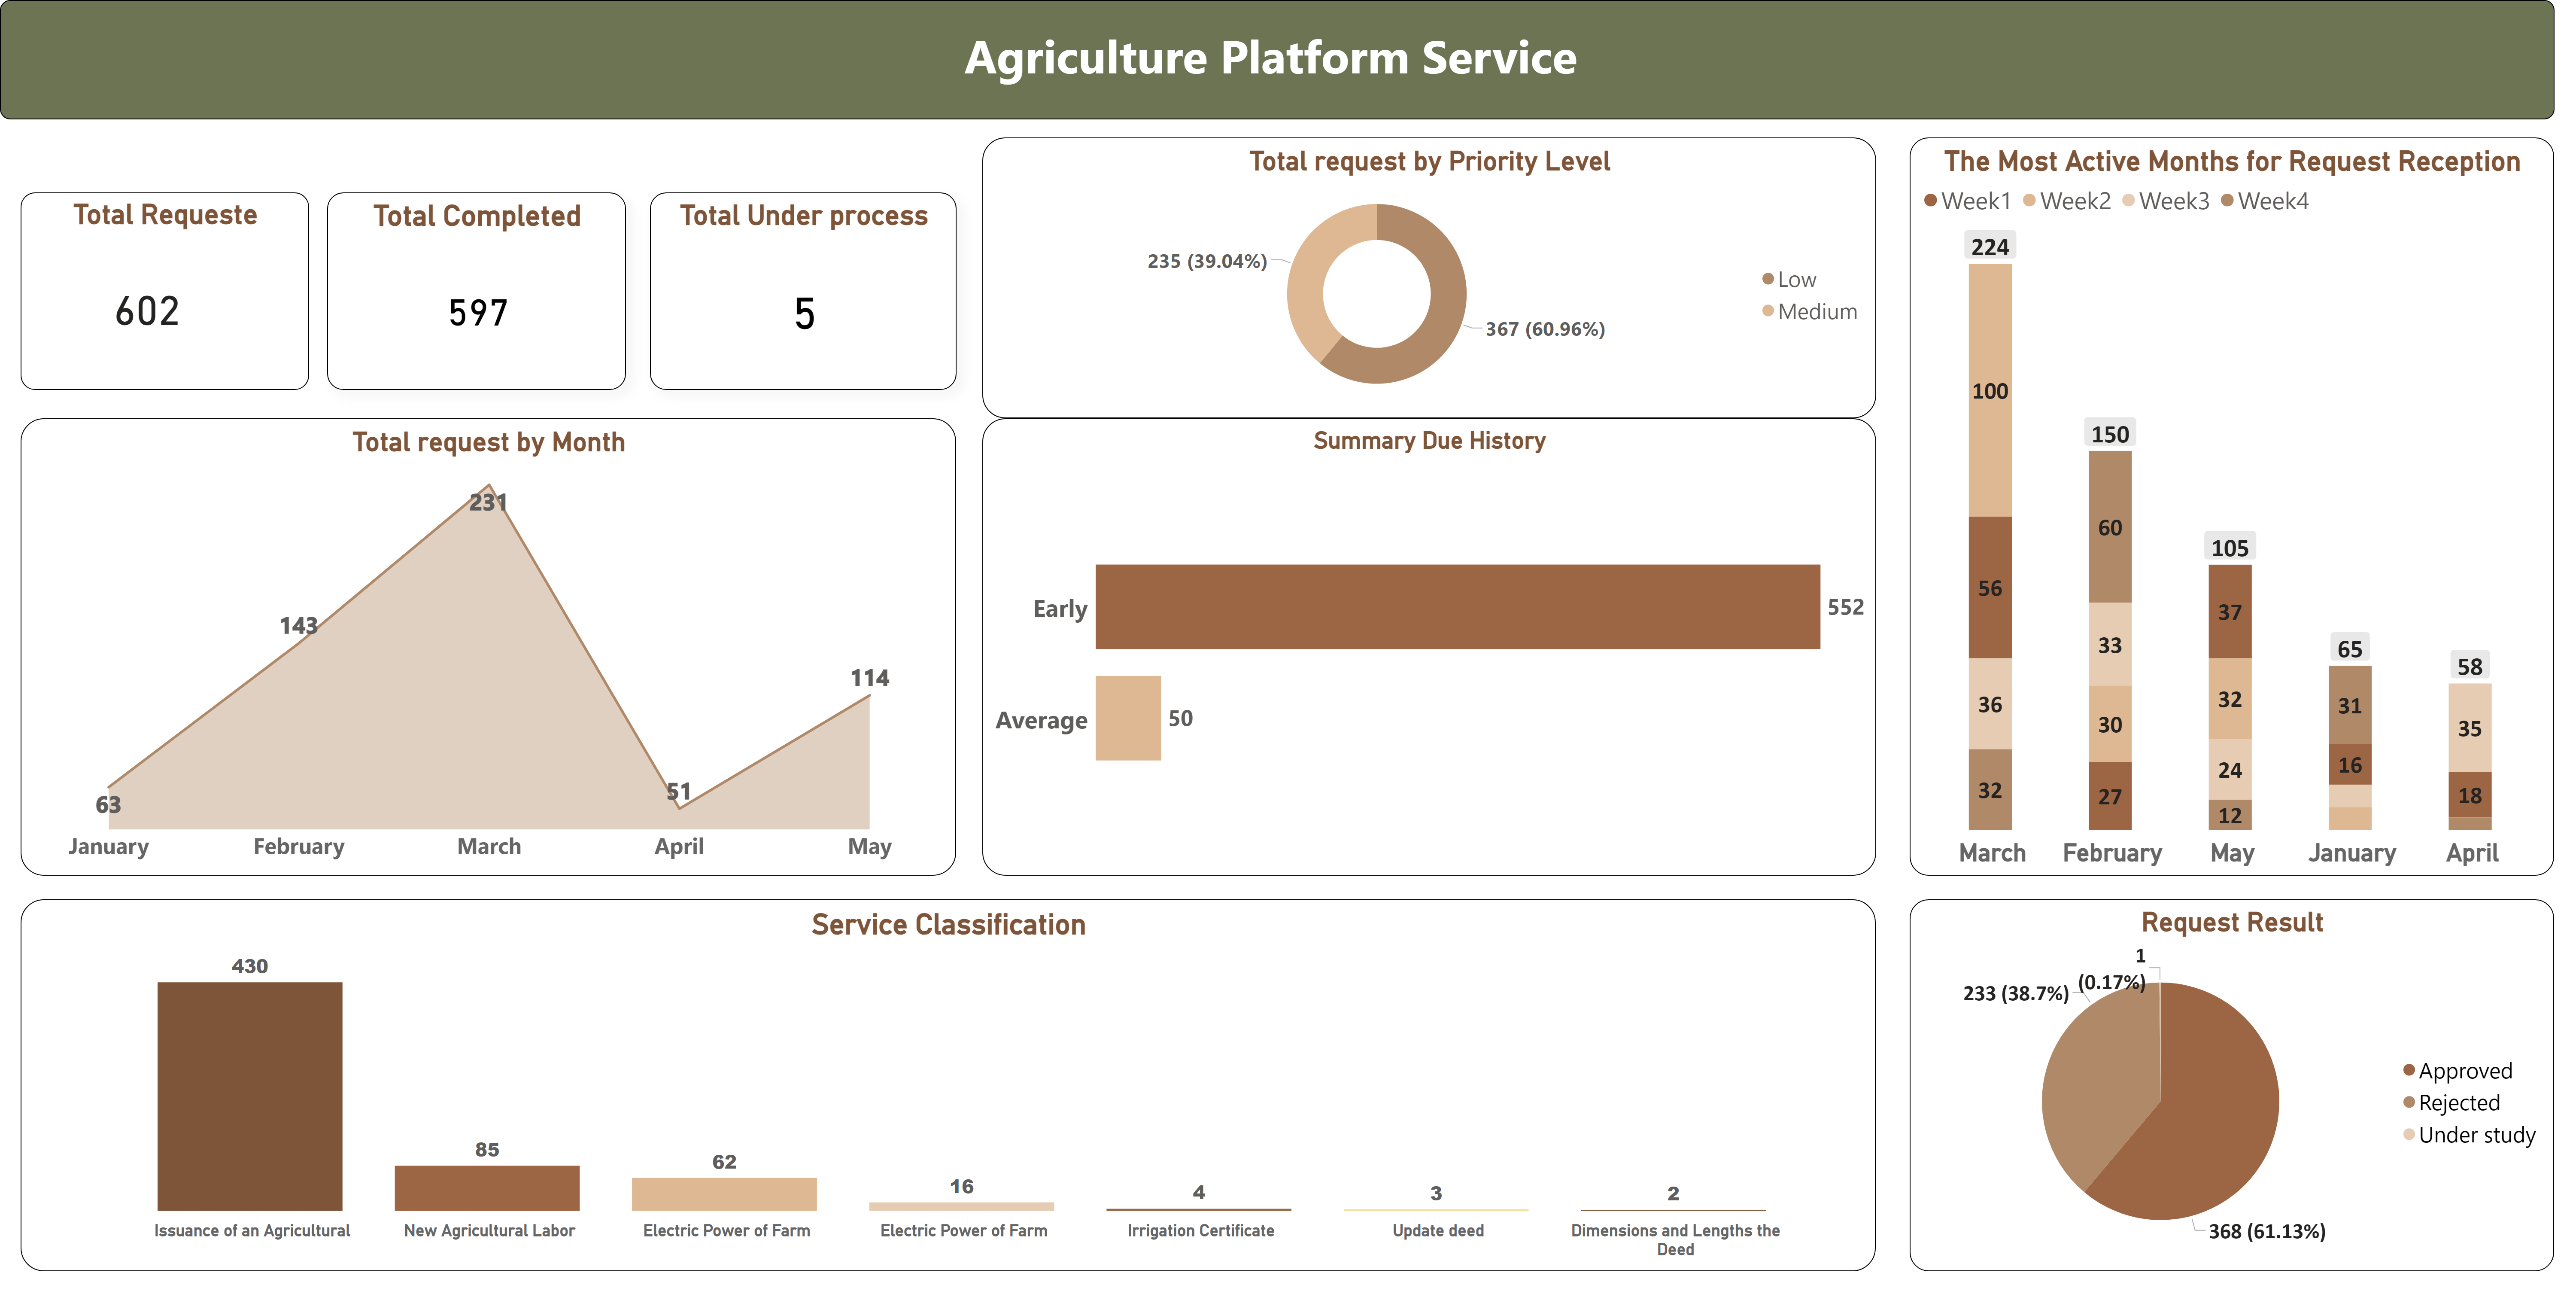 Agriculture Platform Service
Total Requeste
602
Total Completed
597
Total Under process
5
Total request by Priority Level
235 (39.04%)
367 (60.96%)
Low
Medium
The Most Active Months for Request Reception
Week1 Week2 Week3 Week4
224
100
56
36
32
150
60
33
30
27
105
37
32
24
12
65
31
16
58
35
18
March February May January April
Total request by Month
63
143
231
51
114
January February March April May
Summary Due History
Early 552
Average 50
Service Classification
430
85
62
16
4
3
2
Issuance of an Agricultural
New Agricultural Labor
Electric Power of Farm
Electric Power of Farm
Irrigation Certificate
Update deed
Dimensions and Lengths the
Deed
Request Result
1
(0.17%)
233 (38.7%)
368 (61.13%)
Approved
Rejected
Under study